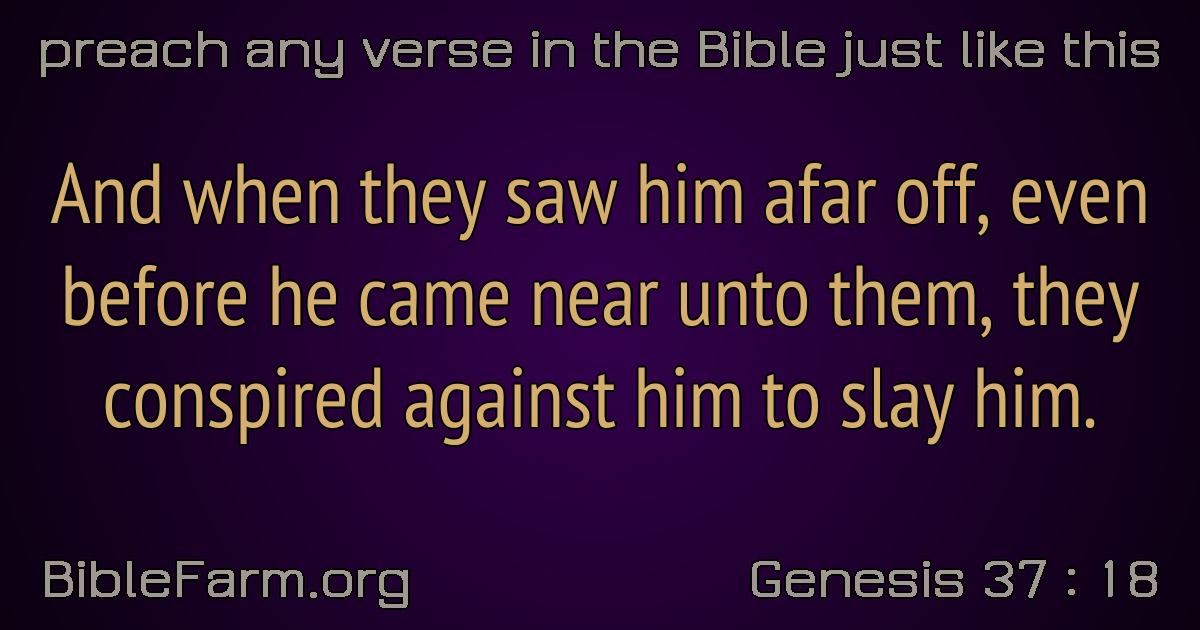 preach any verse in the Bible just like this
And when they saw him afar off, even
before he came near unto them, they
conspired against him to slay him.
BibleFarm.org
Genesis 37 : 18